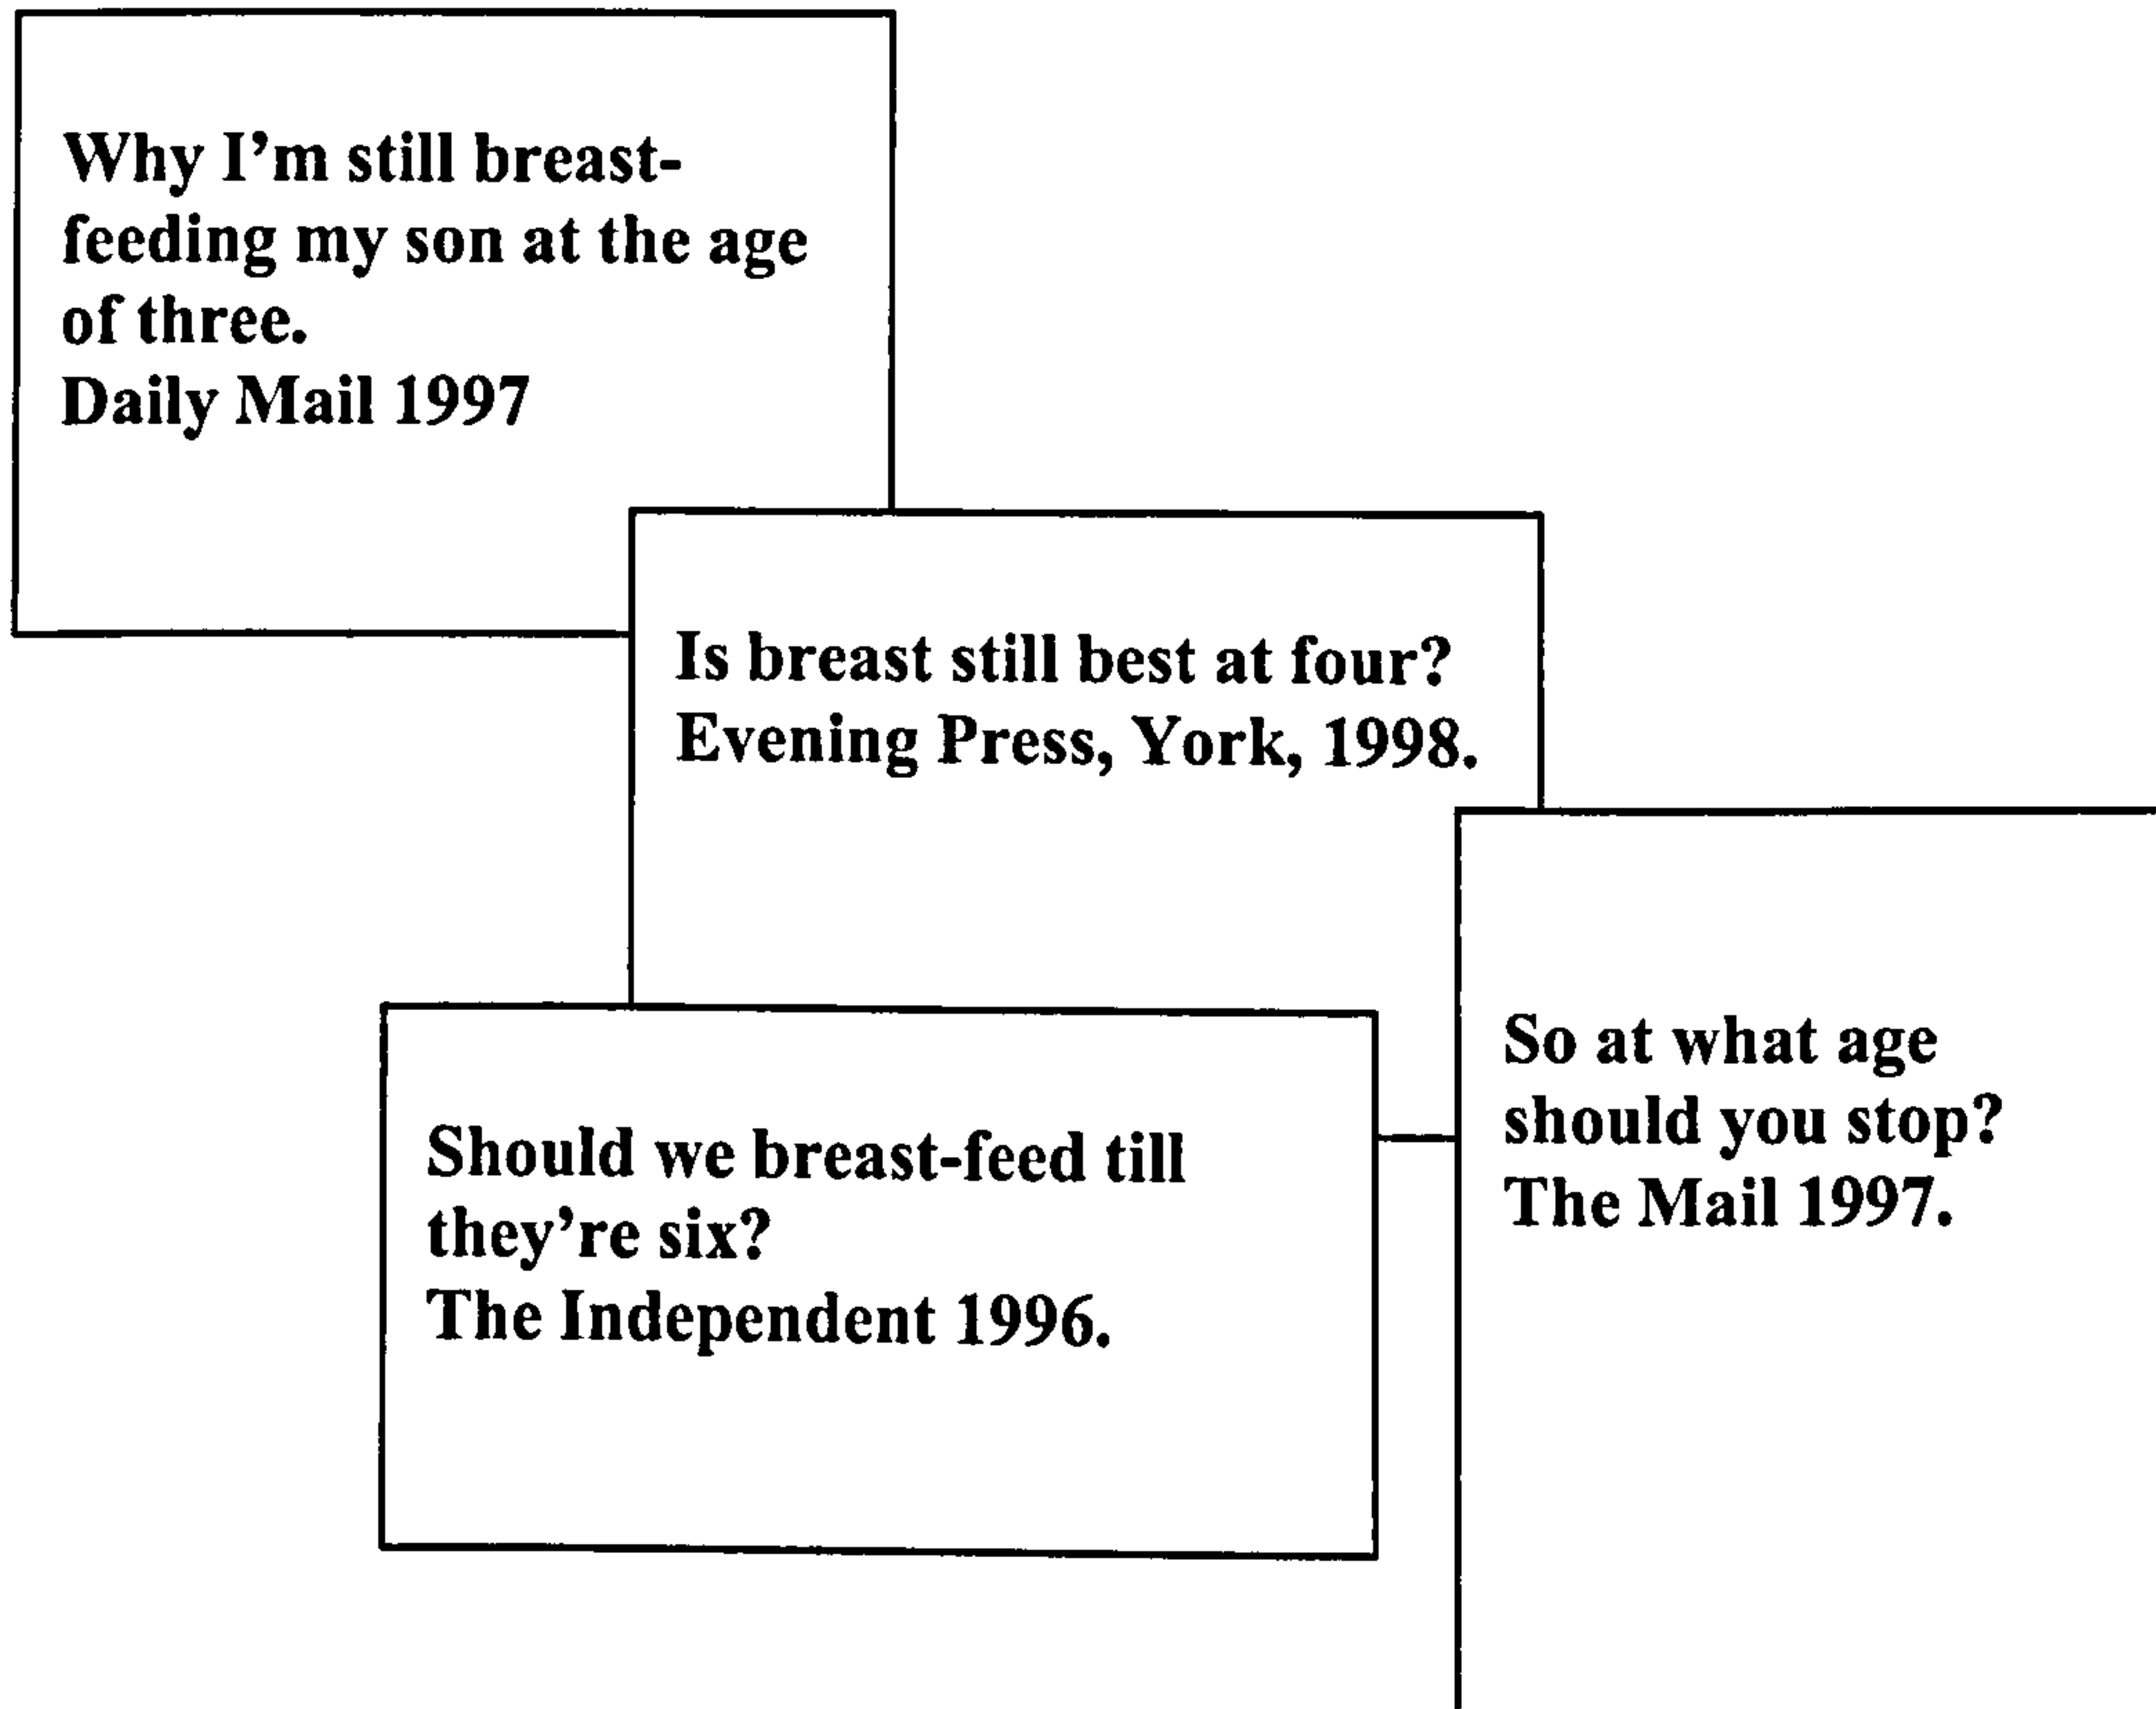 Why I'm still breast-
feeding my son at the age
of three.
Daily Mail 1997
Is breast still best at four?
Evening Press, York, 1998.
So at what age
should you stop?
The Mail 1997.
Should we breast-feed till
they're six?
The Independent 1996.